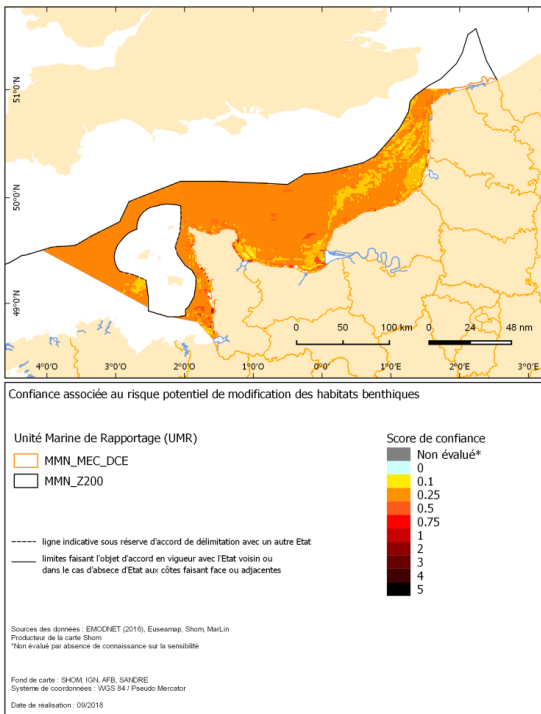 51°0'N
50°0'N
49°0'N
0 50 100 km 0 24 48 nm
4°0'O 3°0'O 2°0'O 1°0'O 0°0'E 1°0'E 2°0'E 3°0'E
Confiance associée au risque potentiel de modification des habitats benthiques
Unité Marine de Rapportage (UMR)
MMN_MEC_DCE
MMN_Z200
ligne indicative sous réserve d'accord de délimitation avec un autre Etat
limites faisant l'objet d'accord en vigueur avec l'Etat voisin ou
dans le cas d'absece d'Etat aux côtes faisant face ou adjacentes
Score de confiance
Non évalué*
0
0.1
0.25
0.5
0.75
1
2
3
4
5
Sources des données : EMODNET (2016), Euseamap, Shom, MarLin
Producteur de la carte Shom
*Non évalué par absence de connaissance sur la sensibilité
Fond de carte : SHOM, IGN, AFB, SANDRE
Système de coordonnées : WGS 84 / Pseudo Mercator
Date de réalisation : 09/2018